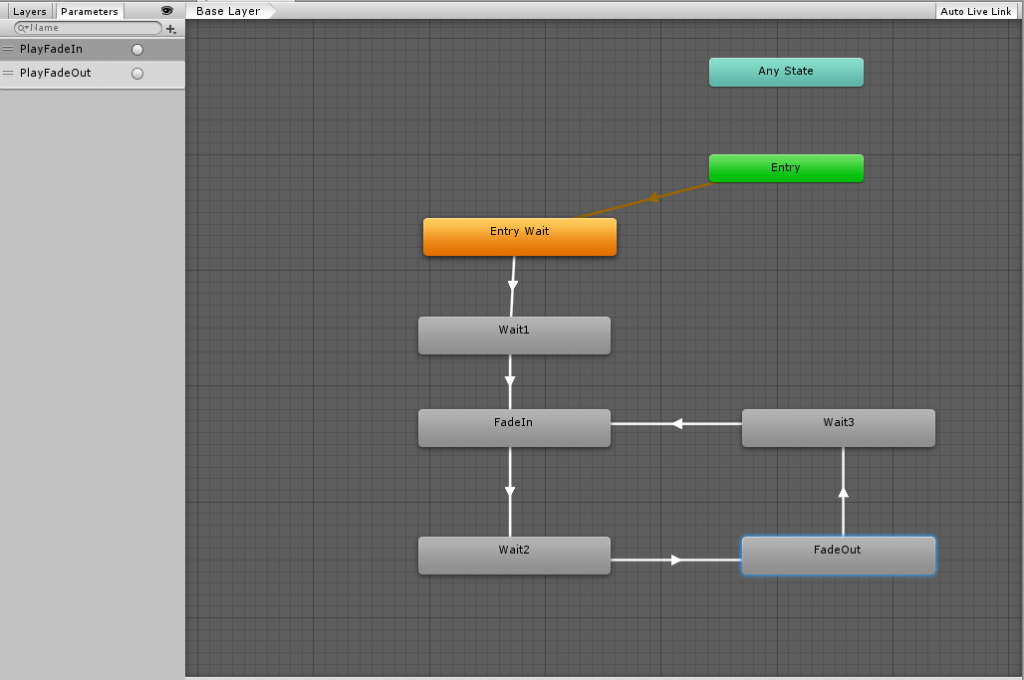 Layers Parameters
Base Layer
Auto Live Link
Name
PlayFadeIn
PlayFadeOut
Any State
Entry
Entry Wait
Wait1
FadeIn
Wait3
Wait2
FadeOut